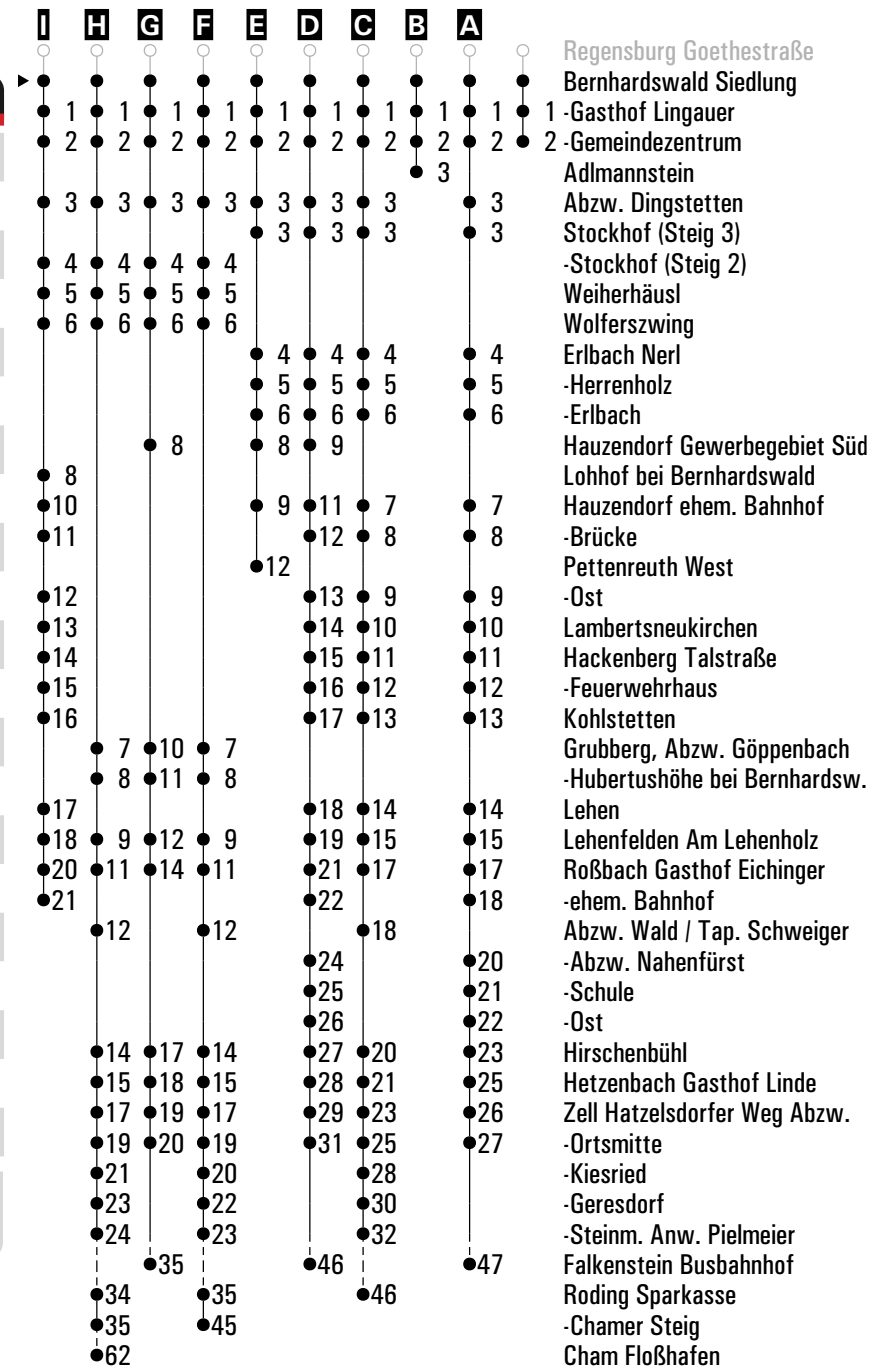 I H G F E D C B A
Regensburg Goethestraße
Bernhardswald Siedlung
1 1 1 1 1 1 1 1 1 1 -Gasthof Lingauer
2 2 2 2 2 2 2 2 2 2 -Gemeindezentrum
3 Adlmannstein
3 3 3 3 3 3 3 3 Abzw. Dingstetten
3 3 3 3 Stockhof (Steig 3)
4 4 4 4 -Stockhof (Steig 2)
5 5 5 5 Weiherhäusl
6 6 6 6 Wolferszwing
4 4 4 4 Erlbach Nerl
5 5 5 5 -Herrenholz
6 6 6 6 -Erlbach
8 8 9 Hauzendorf Gewerbegebiet Süd
8 Lohhof bei Bernhardswald
10 9 11 7 7 Hauzendorf ehem. Bahnhof
11 12 8 8 -Brücke
12 Pettenreuth West
12 13 9 9 -Ost
13 14 10 10 Lambertsneukirchen
14 15 11 11 Hackenberg Talstraße
15 16 12 12 -Feuerwehrhaus
16 17 13 13 Kohlstetten
7 10 7 Grubberg, Abzw. Göppenbach
8 11 8 -Hubertushöhe bei Bernhardsw.
17 18 14 14 Lehen
18 9 12 9 19 15 15 Lehenfelden Am Lehenholz
20 11 14 11 21 17 17 Roßbach Gasthof Eichinger
21 22 18 -ehem. Bahnhof
12 12 18 Abzw. Wald / Tap. Schweiger
24 20 -Abzw. Nahenfürst
25 21 -Schule
26 22 -Ost
14 17 14 27 20 23 Hirschenbühl
15 18 15 28 21 25 Hetzenbach Gasthof Linde
17 19 17 29 23 26 Zell Hatzelsdorfer Weg Abzw.
19 20 19 31 25 27 -Ortsmitte
21 20 28 -Kiesried
23 22 30 -Geresdorf
24 23 32 -Steinm. Anw. Pielmeier
35 46 47 Falkenstein Busbahnhof
34 35 46 Roding Sparkasse
35 45 -Chamer Steig
62 Cham Floßhafen